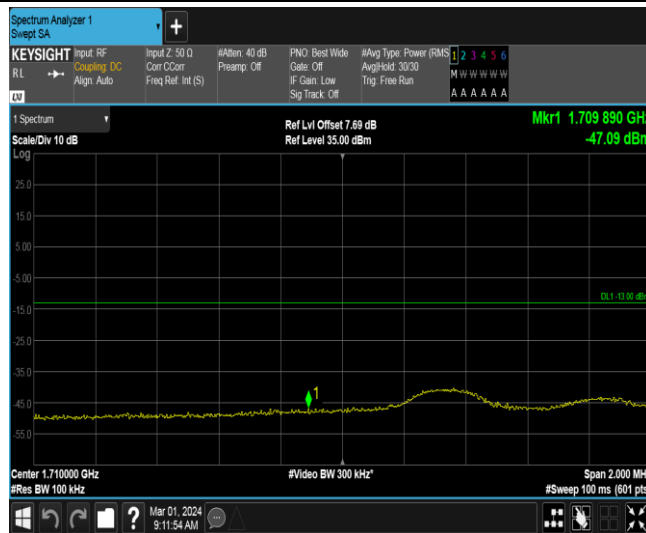 Spectrum Analyzer 1
Swept SA
+
KEYSIGHT
RL
Input: RF
Coupling: DC
Align: Auto
Input Z: 50 Ω
Corr CCorr
Freq Ref: Int (S)
#Atten: 40 dB
Preamp: Off
PNO: Best Wide
Gate: Off
IF Gain: Low
Sig Track: Off
#Avg Type: Power (RMS
Avg|Hold: 30/30
Trig: Free Run
1 2 3 4 5 6
M W W W W W
A A A A A A
LXI
1 Spectrum
Scale/Div 10 dB
Log
Ref Lvl Offset 7.69 dB
Ref Level 35.00 dBm
Mkr1 1.709 890 GHz
-47.09 dBm
25.0
15.0
5.00
-5.00
DL1 -13.00 dBm
-15.0
-25.0
-35.0
1
-45.0
-55.0
Center 1.710000 GHz
#Res BW 100 kHz
#Video BW 300 kHz*
Span 2.000 MH
#Sweep 100 ms (601 pts
?
Mar 01, 2024
9:11:54 AM